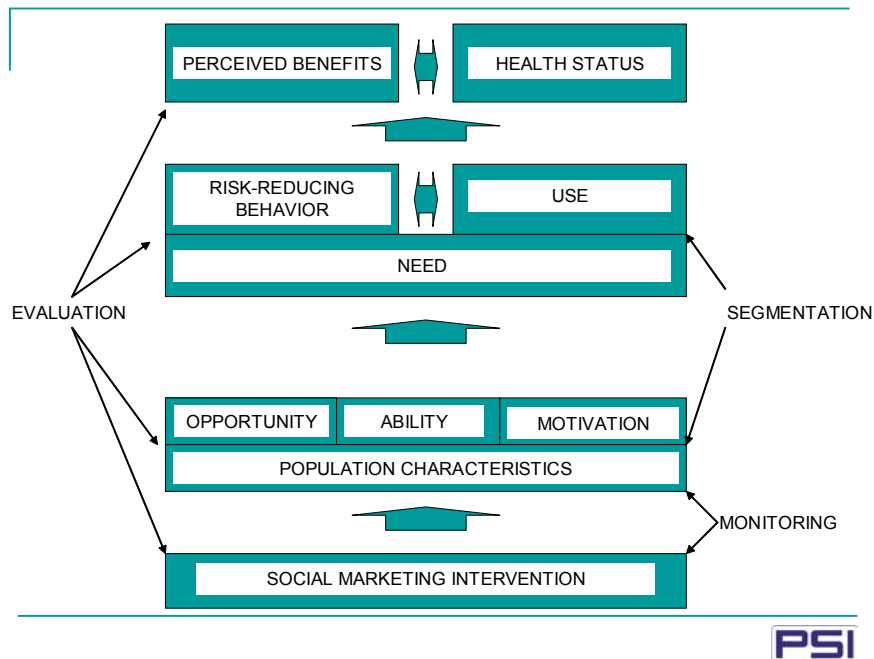 PERCEIVED BENEFITS
HEALTH STATUS
RISK-REDUCING
BEHAVIOR
USE
NEED
EVALUATION
SEGMENTATION
OPPORTUNITY
ABILITY
MOTIVATION
POPULATION CHARACTERISTICS
MONITORING
SOCIAL MARKETING INTERVENTION
PSI